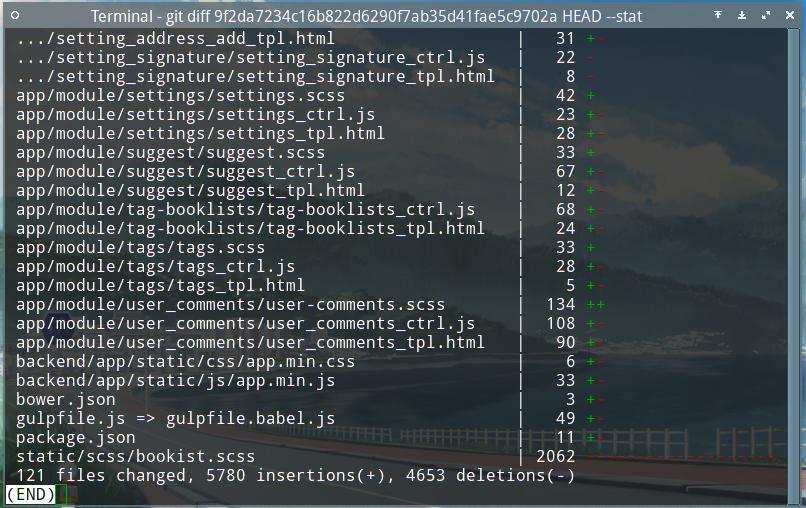 Terminal - git diff 9f2da7234c16b822d6290f7ab35d41fae5c9702a HEAD --stat
.../setting_address_add_tpl.html | 31 +-
.../setting_signature/setting_signature_ctrl.js | 22 -
.../setting_signature/setting_signature_tpl.html | 8 -
app/module/settings/settings.scss | 42 +
app/module/settings/settings_ctrl.js | 23 +-
app/module/settings/settings_tpl.html | 28 +-
app/module/suggest/suggest.scss | 33 +
app/module/suggest/suggest_ctrl.js | 67 +-
app/module/suggest/suggest_tpl.html | 12 +-
app/module/tag-booklists/tag-booklists_ctrl.js | 68 +-
app/module/tag-booklists/tag-booklists_tpl.html | 24 +-
app/module/tags/tags.scss | 33 +
app/module/tags/tags_ctrl.js | 28 +-
app/module/tags/tags_tpl.html | 5 +-
app/module/user_comments/user-comments.scss | 134 ++
app/module/user_comments/user_comments_ctrl.js | 108 +-
app/module/user_comments/user_comments_tpl.html | 90 +-
backend/app/static/css/app.min.css | 6 +-
backend/app/static/js/app.min.js | 33 +-
bower.json | 3 +-
gulpfile.js => gulpfile.babel.js | 49 +-
package.json | 11 +-
static/scss/bookist.scss | 2062 ----------------------------
121 files changed, 5780 insertions(+), 4653 deletions(-)
(END)